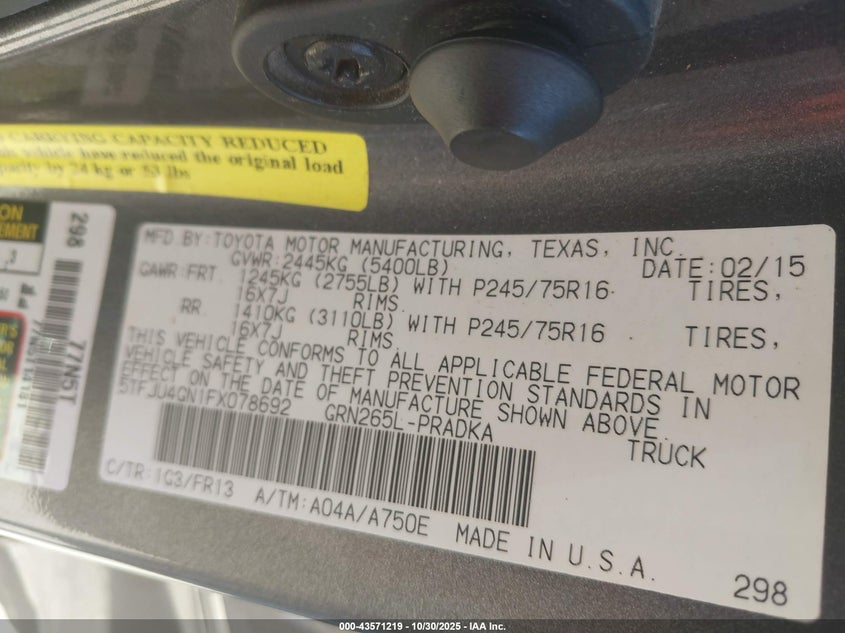 CARRYING CAPACITY REDUCED
vehicle have reduced the original load
by 24 kg or 53 lbs
298
77N5T
MFD.BY:TOYOTA MOTOR MANUFACTURING, TEXAS, INC.
GVWR:2445KG (5400LB) DATE:02/15
GAWR:FRT. 1245KG (2755LB) WITH P245/75R16 TIRES,
16X7J RIMS
RR. 1410KG (3110LB) WITH P245/75R16 TIRES,
16X7J RIMS
THIS VEHICLE CONFORMS TO ALL APPLICABLE FEDERAL MOTOR
VEHICLE SAFETY AND THEFT PREVENTION STANDARDS IN
EFFECT ON THE DATE OF MANUFACTURE SHOWN ABOVE.
5TFJU4GN1FX078692 GRN265L-PRADKA TRUCK
C/TR:1G3/FR13 A/TM:A04A/A750E MADE IN U.S.A.
298
000-43571219 - 10/30/2025 - IAA Inc.